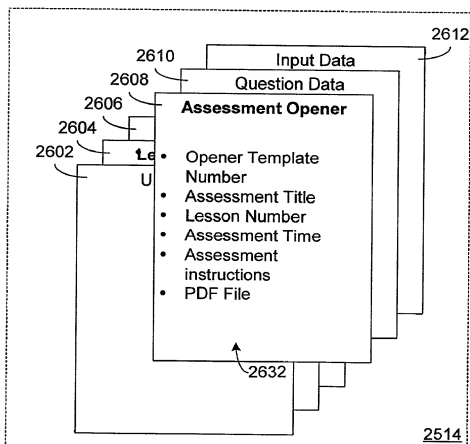 2612
2610
Input Data
2608
Question Data
2606
Assessment Opener
2604
2602
Le
U
• Opener Template
Number
• Assessment Title
• Lesson Number
• Assessment Time
• Assessment
instructions
• PDF File
2632
2514